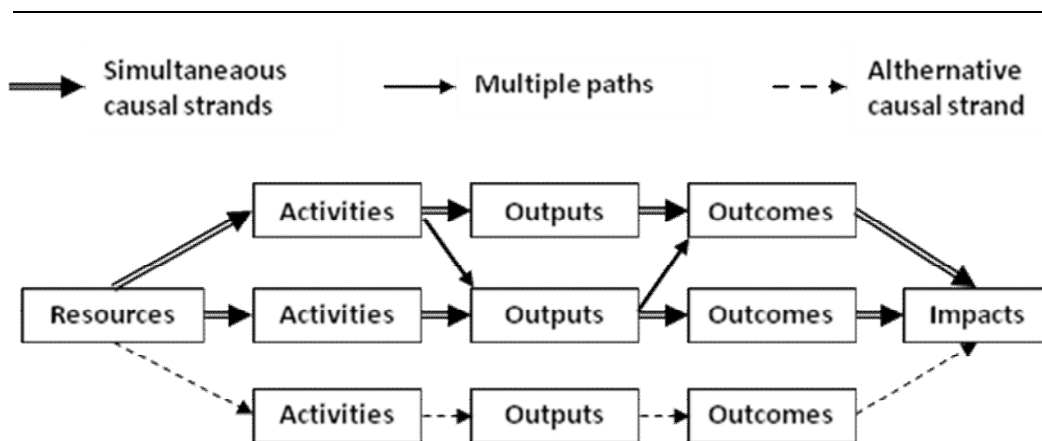 Simultaneaous
causal strands
Multiple paths
Althernative
causal strand
Activities Outputs Outcomes
Resources Activities Outputs Outcomes Impacts
Activities Outputs Outcomes